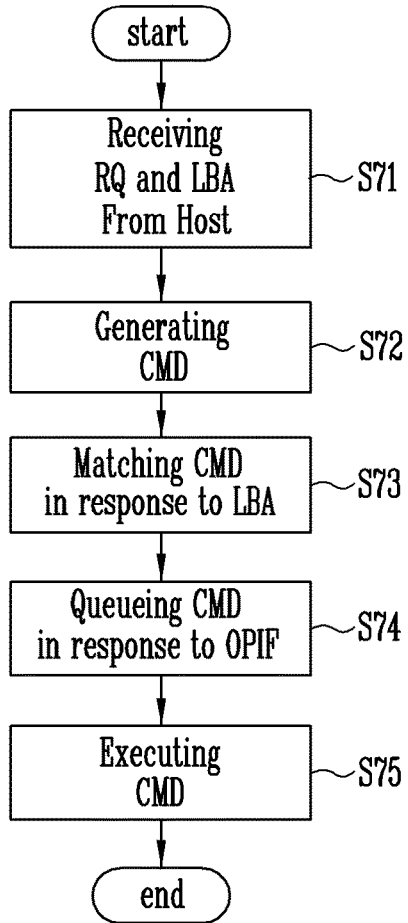 start
Receiving
RQ and LBA
From Host
S71
Generating
CMD
S72
Matching CMD
in response to LBA
S73
Queueing CMD
in response to OPIF
S74
Executing
CMD
S75
end